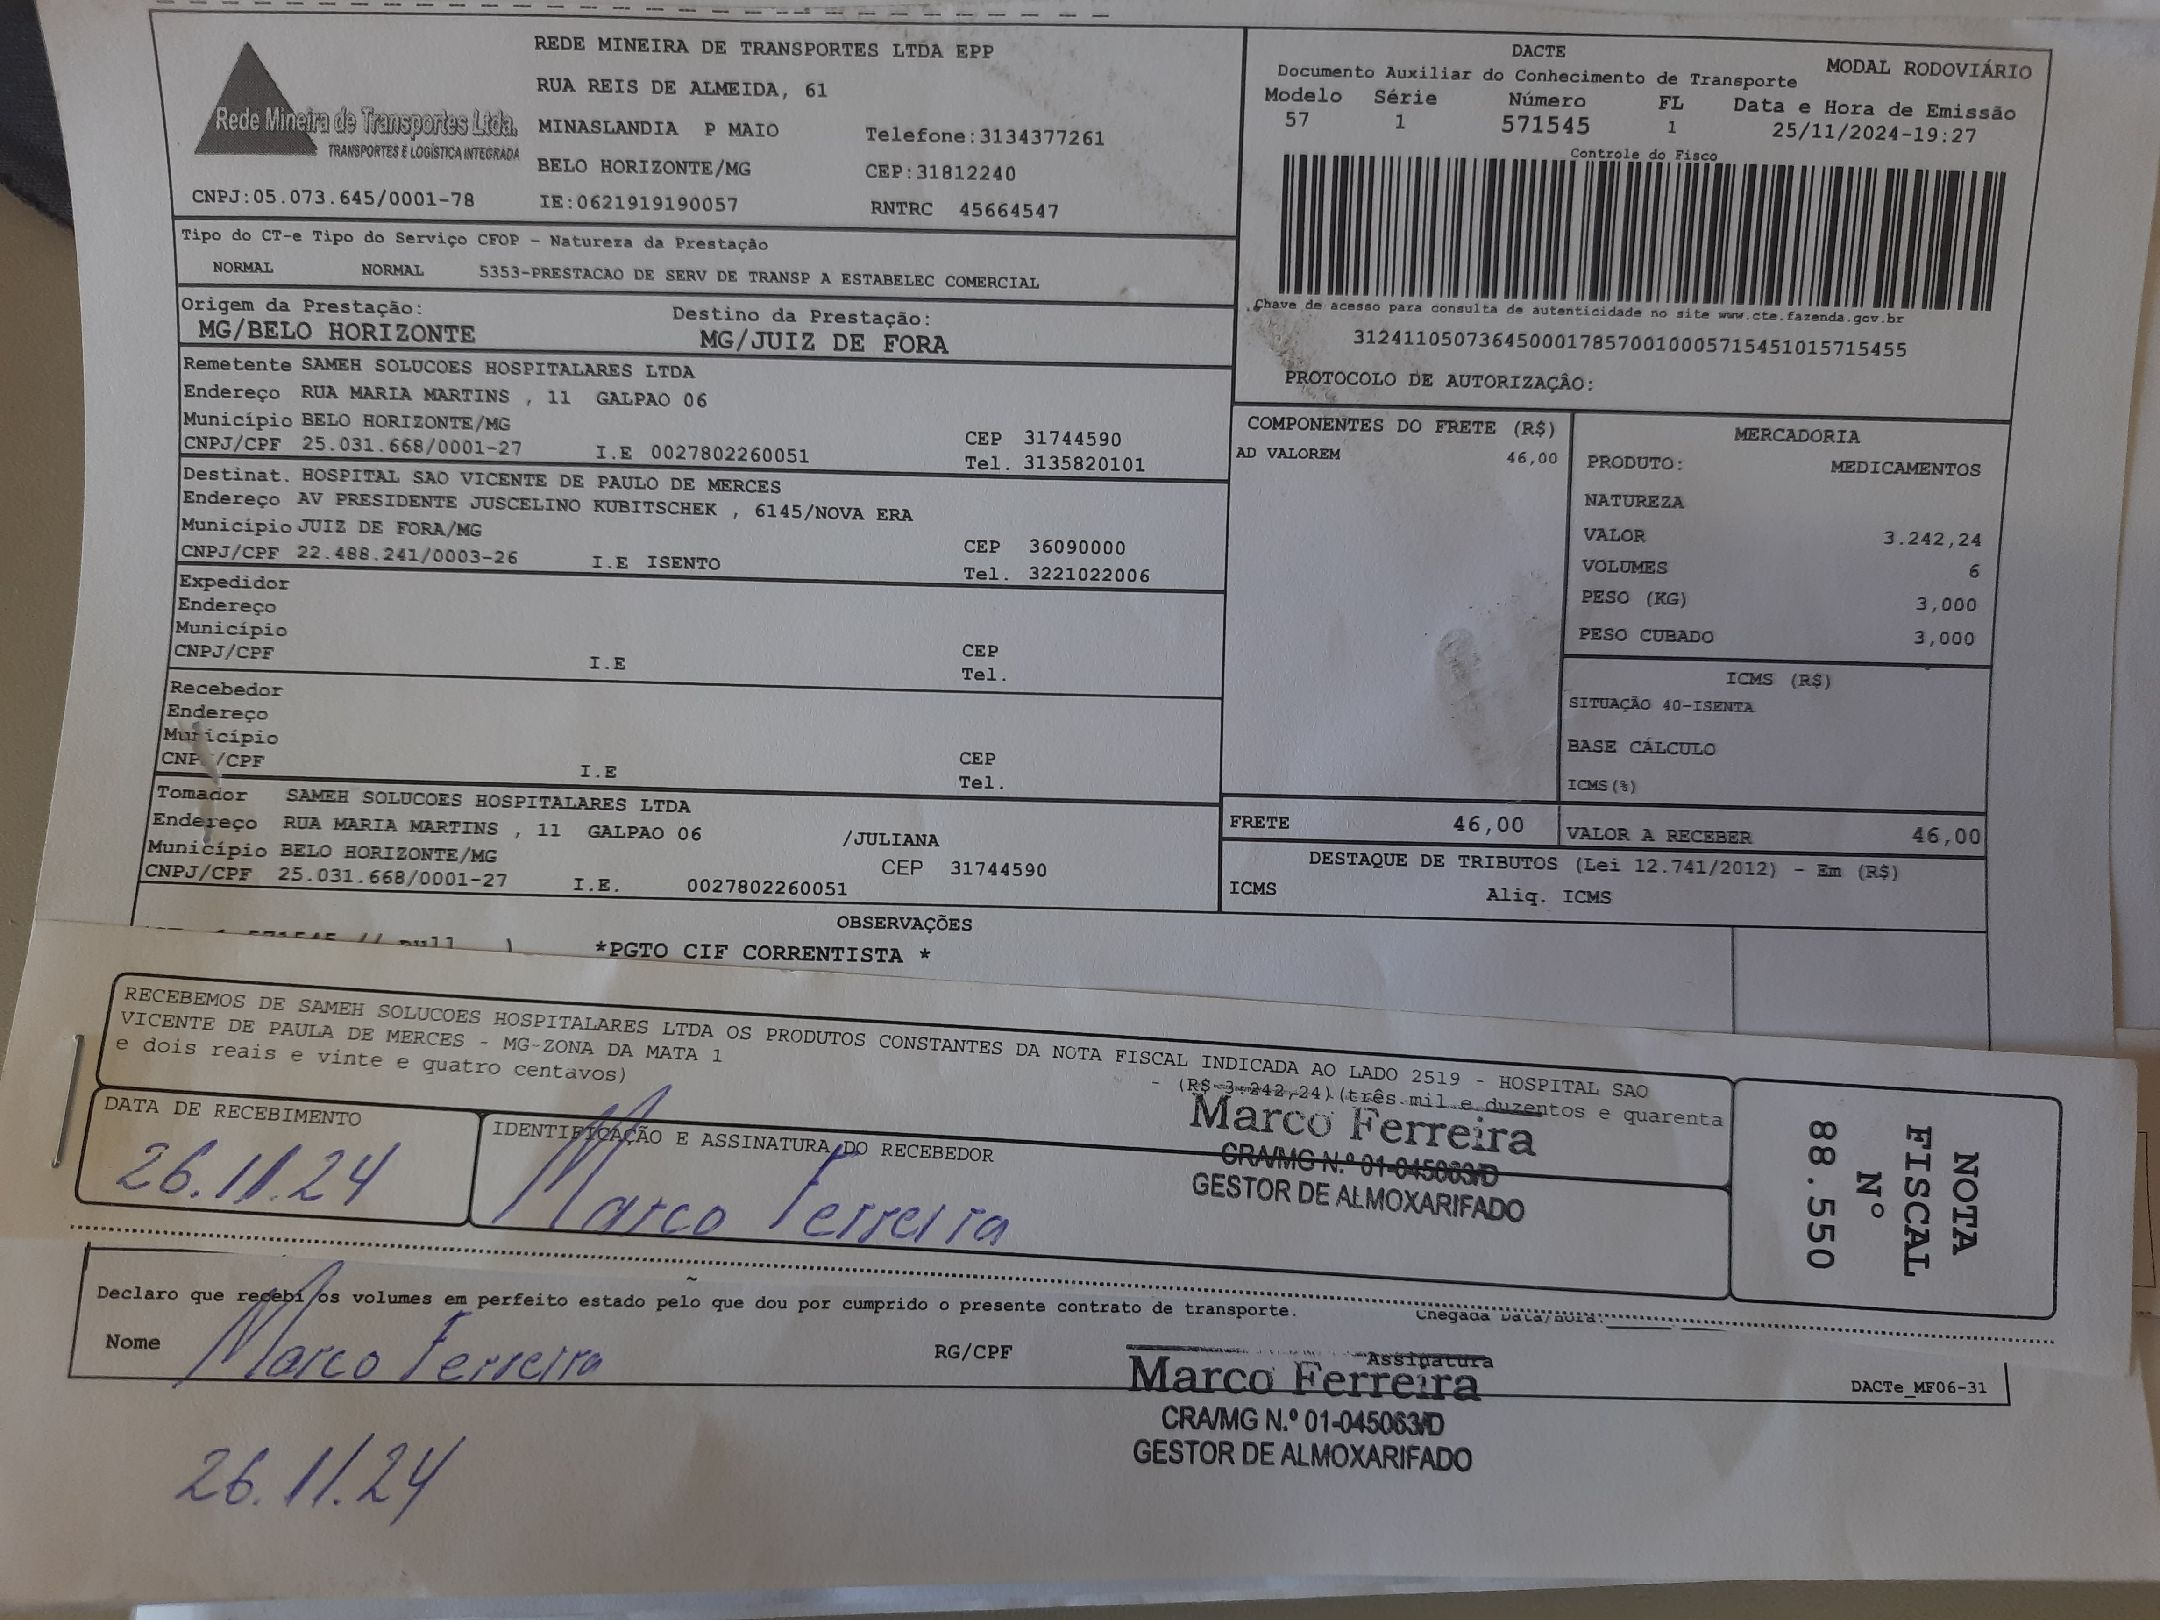 Rede Mineira de Transportes Ltda.
TRANSPORTES E LOGÍSTICA INTEGRADA
CNPJ:05.073.645/0001-78
REDE MINEIRA DE TRANSPORTES LTDA EPP
RUA REIS DE ALMEIDA, 61
MINASLANDIA P MAIO Telefone:3134377261
BELO HORIZONTE/MG CEP:31812240
IE:0621919190057 RNTRC 45664547
DACTE
Documento Auxiliar do Conhecimento de Transporte MODAL RODOVIÁRIO
Modelo Série Número FL Data e Hora de Emissão
57 1 571545 1 25/11/2024-19:27
Controle do Fisco
Chave de acesso para consulta de autenticidade no site www.cte.fazenda.gov.br
31241105073645000178570010005715451015715455
PROTOCOLO DE AUTORIZAÇÃO:
Tipo do CT-e Tipo do Serviço CFOP - Natureza da Prestação
NORMAL NORMAL 5353-PRESTACAO DE SERV DE TRANSP A ESTABELEC COMERCIAL
Origem da Prestação: Destino da Prestação:
MG/BELO HORIZONTE MG/JUIZ DE FORA
Remetente SAMEH SOLUCOES HOSPITALARES LTDA
Endereço RUA MARIA MARTINS , 11 GALPAO 06
Município BELO HORIZONTE/MG CEP 31744590
CNPJ/CPF 25.031.668/0001-27 I.E 0027802260051 Tel. 3135820101
Destinat. HOSPITAL SAO VICENTE DE PAULO DE MERCES
Endereço AV PRESIDENTE JUSCELINO KUBITSCHEK , 6145/NOVA ERA
Município JUIZ DE FORA/MG CEP 36090000
CNPJ/CPF 22.488.241/0003-26 I.E ISENTO Tel. 3221022006
Expedidor
Endereço
Município CEP
CNPJ/CPF I.E Tel.
Recebedor
Endereço
Município CEP
CNPJ/CPF I.E Tel.
Tomador SAMEH SOLUCOES HOSPITALARES LTDA
Endereço RUA MARIA MARTINS , 11 GALPAO 06 /JULIANA
Município BELO HORIZONTE/MG CEP 31744590
CNPJ/CPF 25.031.668/0001-27 I.E. 0027802260051
COMPONENTES DO FRETE (R$)
AD VALOREM 46,00
MERCADORIA
PRODUTO: MEDICAMENTOS
NATUREZA
VALOR 3.242,24
VOLUMES 6
PESO (KG) 3,000
PESO CUBADO 3,000
ICMS (R$)
SITUAÇÃO 40-ISENTA
BASE CÁLCULO
ICMS(%)
FRETE 46,00 VALOR A RECEBER 46,00
DESTAQUE DE TRIBUTOS (Lei 12.741/2012) - Em (R$)
ICMS Aliq. ICMS
OBSERVAÇÕES
*PGTO CIF CORRENTISTA *
RECEBEMOS DE SAMEH SOLUCOES HOSPITALARES LTDA OS PRODUTOS CONSTANTES DA NOTA FISCAL INDICADA AO LADO 2519 - HOSPITAL SAO
VICENTE DE PAULA DE MERCES - MG-ZONA DA MATA 1 - (R$ 3.242,24)(três mil e duzentos e quarenta
e dois reais e vinte e quatro centavos)
DATA DE RECEBIMENTO
26.11.24
IDENTIFICAÇÃO E ASSINATURA DO RECEBEDOR
Marco Ferreira
Marco Ferreira
CRA/MG N.º 01-045063/D
GESTOR DE ALMOXARIFADO
NOTA
FISCAL
Nº
88.550
Declaro que recebi os volumes em perfeito estado pelo que dou por cumprido o presente contrato de transporte. Chegada Data/hora:
Nome Marco Ferreira RG/CPF Assinatura
Marco Ferreira
CRA/MG N.º 01-045063/D
GESTOR DE ALMOXARIFADO
DACTe_MF06-31
26.11.24